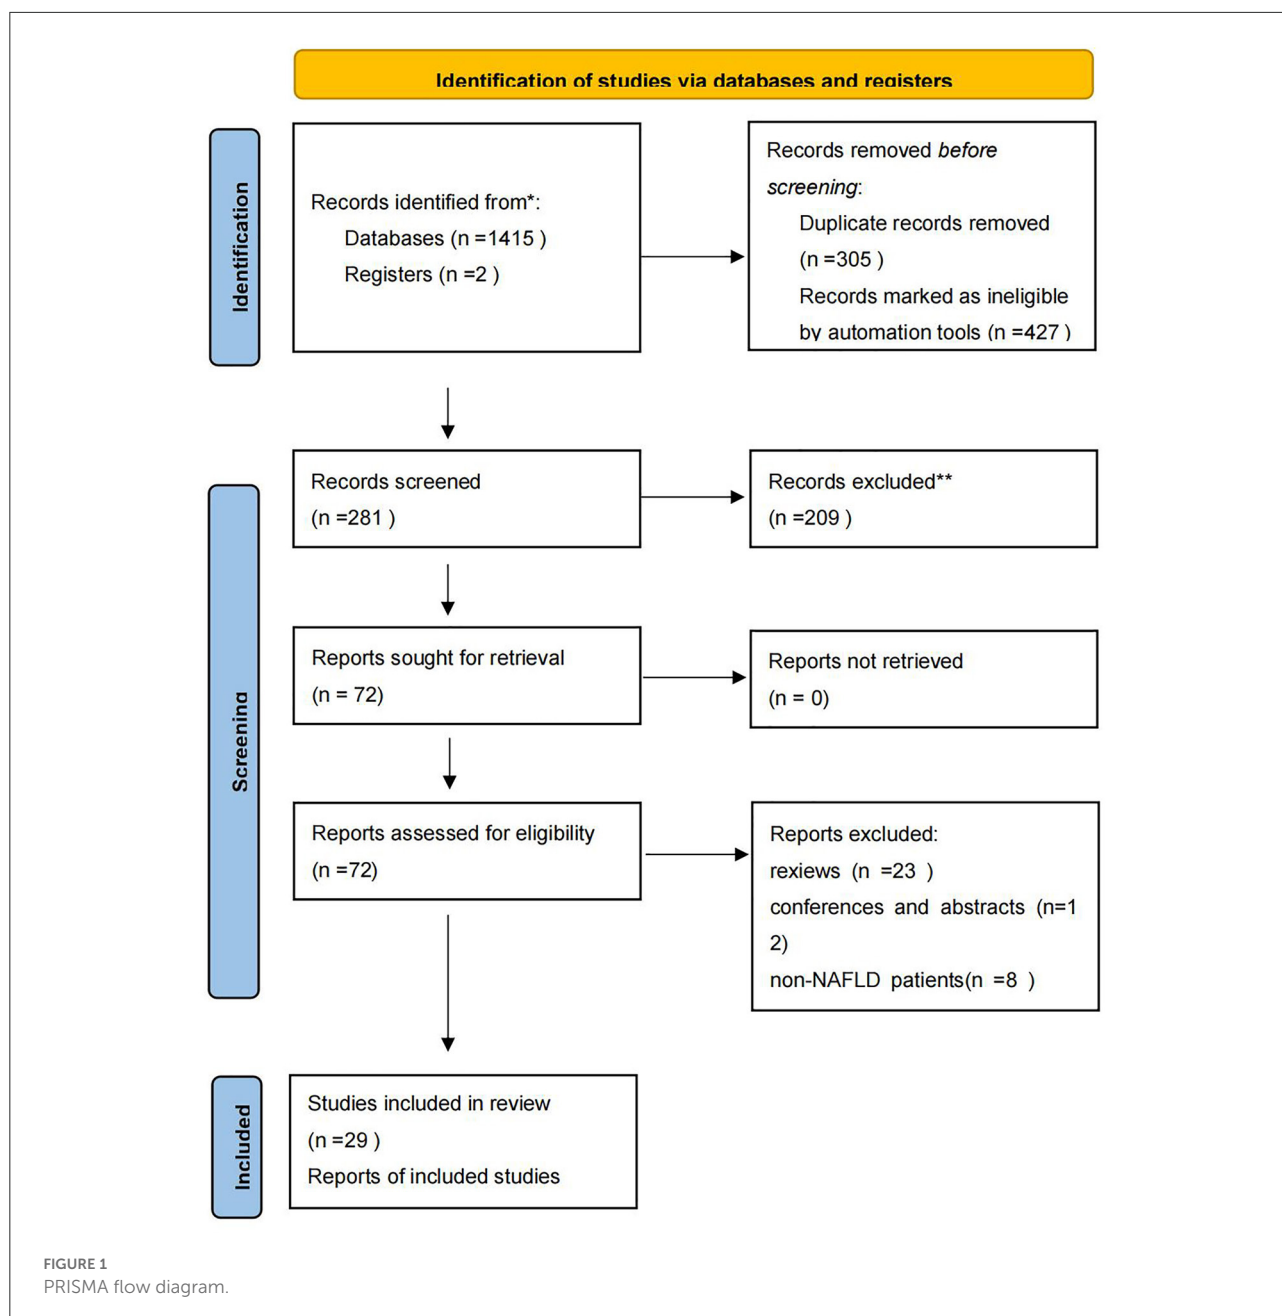 Identification of studies via databases and registers
Identification
Records identified from*:
Databases (n =1415 )
Registers (n =2 )
Records removed before
screening:
Duplicate records removed
(n =305 )
Records marked as ineligible
by automation tools (n =427 )
Screening
Records screened
(n =281 )
Records excluded**
(n =209 )
Reports sought for retrieval
(n = 72)
Reports not retrieved
(n = 0)
Reports assessed for eligibility
(n =72)
Reports excluded:
rexiews (n =23 )
conferences and abstracts (n=1
2)
non-NAFLD patients(n =8 )
Included
Studies included in review
(n =29 )
Reports of included studies
FIGURE 1
PRISMA flow diagram.